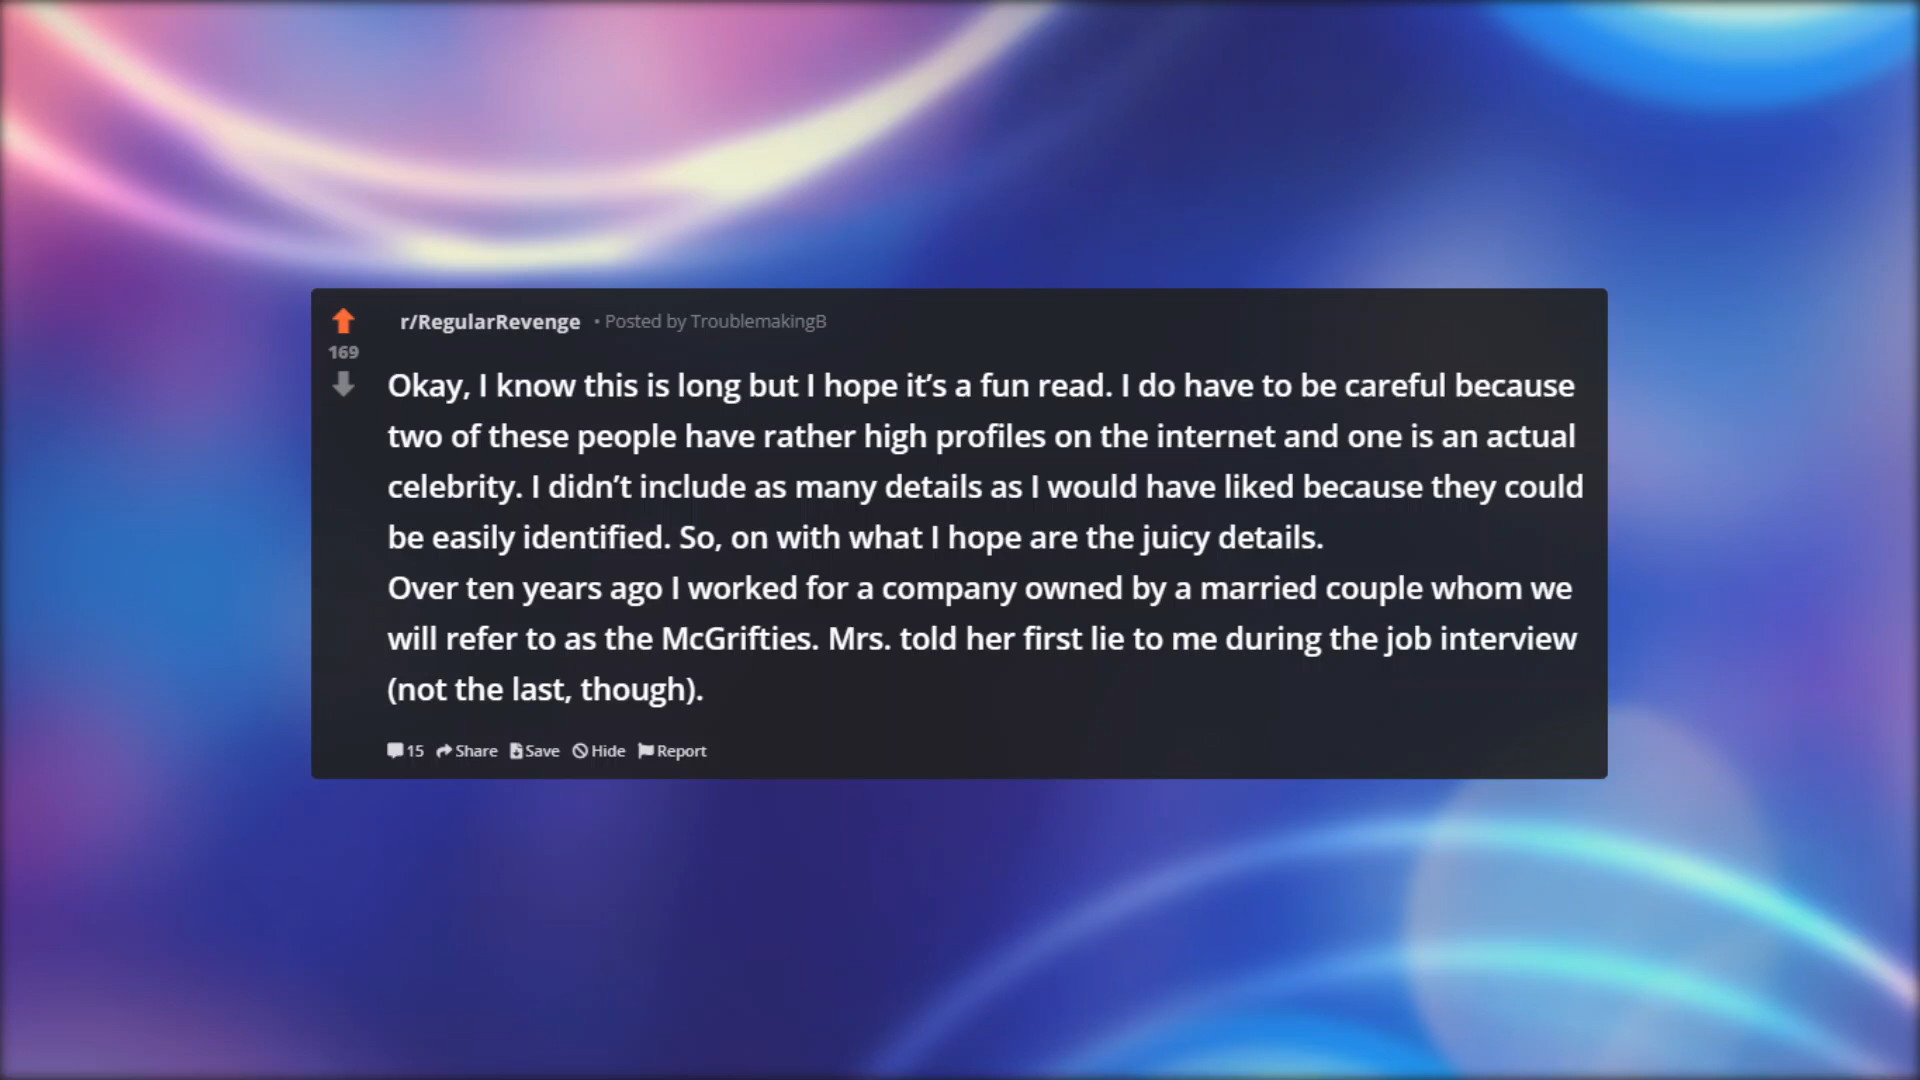 r/RegularRevenge • Posted by TroublemakingB
169
Okay, I know this is long but I hope it’s a fun read. I do have to be careful because
two of these people have rather high profiles on the internet and one is an actual
celebrity. I didn’t include as many details as I would have liked because they could
be easily identified. So, on with what I hope are the juicy details.
Over ten years ago I worked for a company owned by a married couple whom we
will refer to as the McGrifties. Mrs. told her first lie to me during the job interview
(not the last, though).
15 Share Save Hide Report